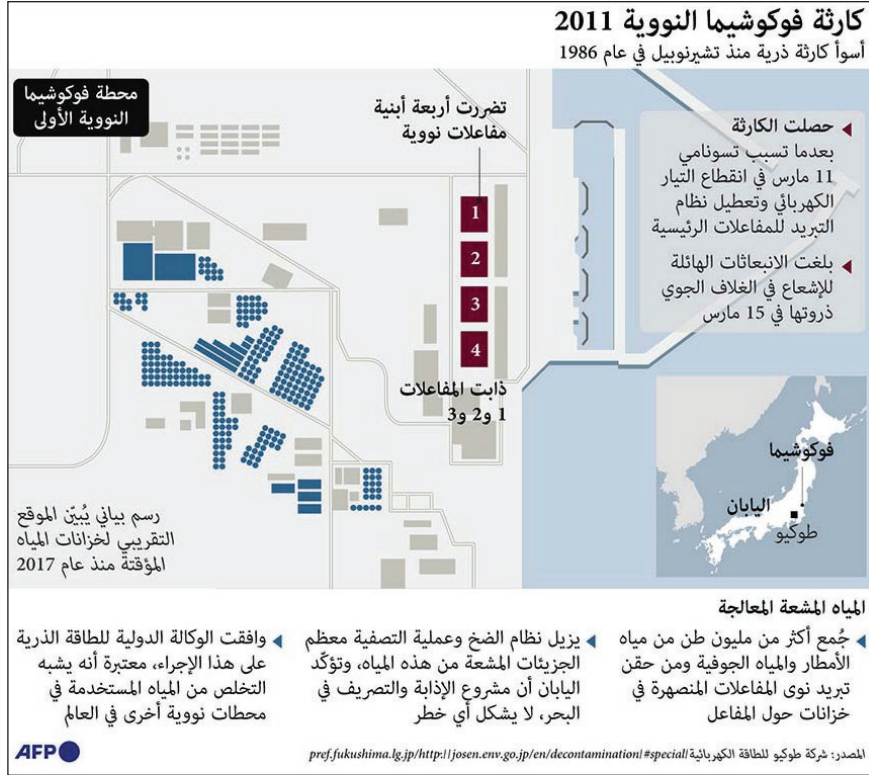 كارثة فوكوشيما النووية 2011
أسوأ كارثة ذرية منذ تشيرنوبيل في عام 1986
محطة فوكوشيما
النووية الأولى
تضررت أربعة أبنية
مفاعلات نووية
حصلت الكارثة
بعدما تسبب تسونامي
11 مارس في انقطاع التيار
الكهربائي وتعطيل نظام
التبريد للمفاعلات الرئيسية
بلغت الانبعاثات الهائلة
للإشعاع في الغلاف الجوي
ذروتها في 15 مارس
1
2
3
4
ذابت المفاعلات
1 و2 و3
فوكوشيما
اليابان
طوكيو
رسم بياني يُبيّن الموقع
التقريبي لخزانات المياه
المؤقتة منذ عام 2017
المياه المشعة المعالجة
جُمع أكثر من مليون طن من مياه
الأمطار والمياه الجوفية ومن حقن
تبريد نوى المفاعلات المنصهرة في
خزانات حول المفاعل
يزيل نظام الضخ وعملية التصفية معظم
الجزيئات المشعة من هذه المياه، وتؤكّد
اليابان أن مشروع الإذابة والتصريف في
البحر، لا يشكل أي خطر
وافقت الوكالة الدولية للطاقة الذرية
على هذا الإجراء، معتبرة أنه يشبه
التخلص من المياه المستخدمة في
محطات نووية أخرى في العالم
المصدر: شركة طوكيو للطاقة الكهربائية/pref.fukushima.lg.jp/http://josen.env.go.jp/en/decontamination/#special
AFP